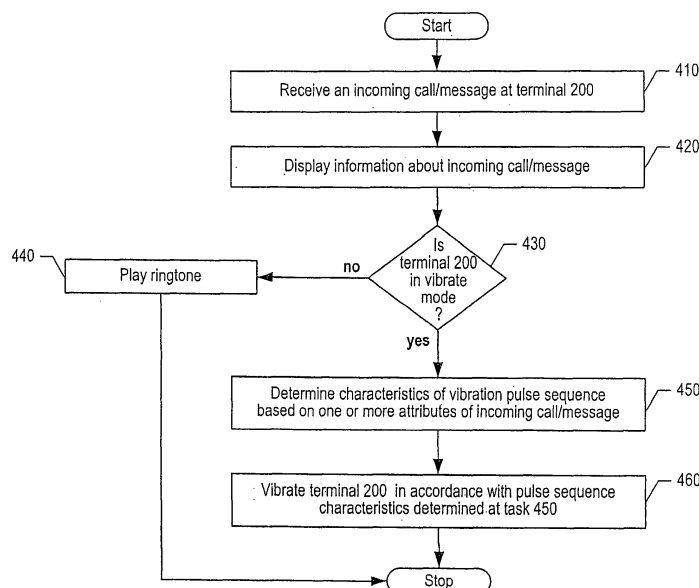 Start
Receive an incoming call/message at terminal 200
410
Display information about incoming call/message
420
Is
terminal 200
in vibrate
mode
?
430
440
Play ringtone
no
yes
Determine characteristics of vibration pulse sequence
based on one or more attributes of incoming call/message
450
Vibrate terminal 200 in accordance with pulse sequence
characteristics determined at task 450
460
Stop